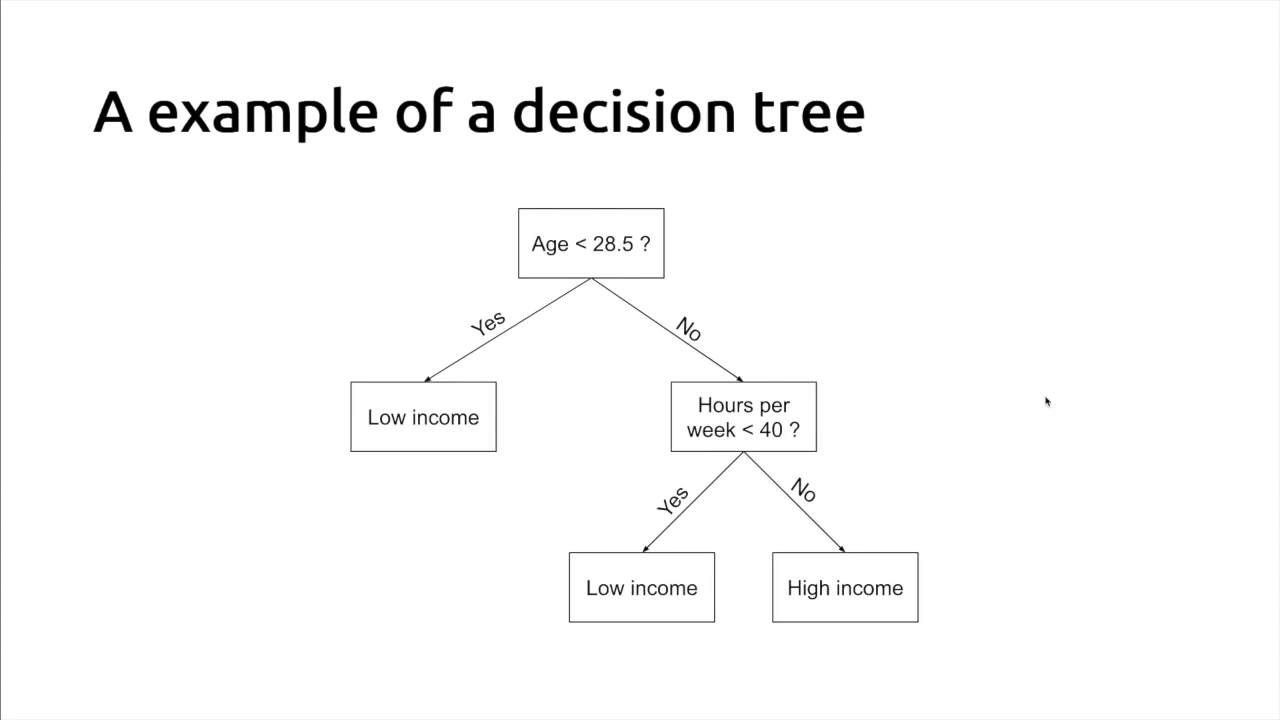 A example of a decision tree
Age < 28.5 ?
Yes
No
Low income
Hours per
week < 40 ?
Yes
No
Low income
High income